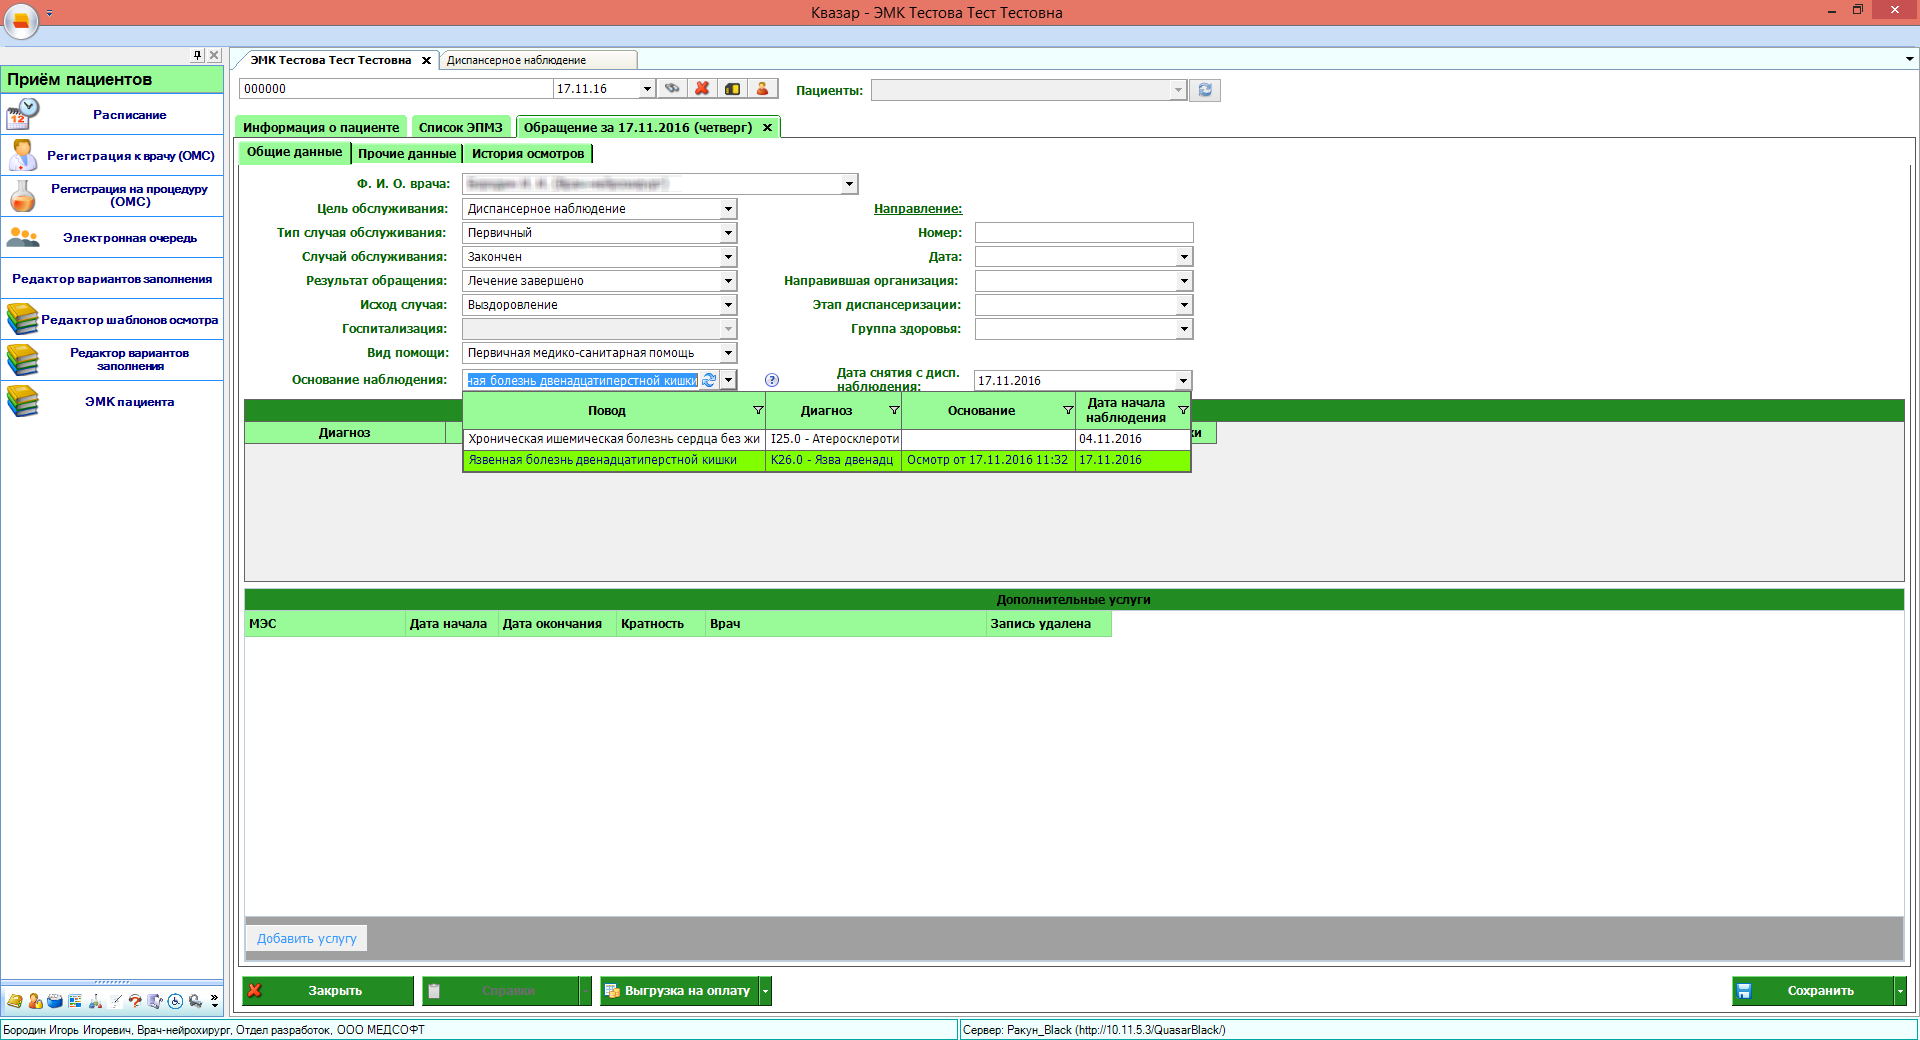 Квазар - ЭМК Тестова Тест Тестовна
Приём пациентов
Расписание
Регистрация к врачу (ОМС)
Регистрация на процедуру
(ОМС)
Электронная очередь
Редактор вариантов заполнения
Редактор шаблонов осмотра
Редактор вариантов
заполнения
ЭМК пациента
ЭМК Тестова Тест Тестовна
Диспансерное наблюдение
000000
17.11.16
Пациенты:
Информация о пациенте
Список ЭПМЗ
Обращение за 17.11.2016 (четверг)
Общие данные
Прочие данные
История осмотров
Ф. И. О. врача:
Цель обслуживания: Диспансерное наблюдение
Направление:
Тип случая обслуживания: Первичный
Номер:
Случай обслуживания: Закончен
Дата:
Результат обращения: Лечение завершено
Направившая организация:
Исход случая: Выздоровление
Этап диспансеризации:
Госпитализация:
Группа здоровья:
Вид помощи: Первичная медико-санитарная помощь
Основание наблюдения: ная болезнь двенадцатиперстной кишки
Дата снятия с дисп.
наблюдения:
17.11.2016
Повод Диагноз Основание Дата начала
наблюдения
Диагноз
ки
Хроническая ишемическая болезнь сердца без жи I25.0 - Атеросклероти 04.11.2016
Язвенная болезнь двенадцатиперстной кишки K26.0 - Язва двенадц Осмотр от 17.11.2016 11:32 17.11.2016
Дополнительные услуги
МЭС Дата начала Дата окончания Кратность Врач Запись удалена
Добавить услугу
Закрыть
Справки
Выгрузка на оплату
Сохранить
Бородин Игорь Игоревич, Врач-нейрохирург, Отдел разработок, ООО МЕДСОФТ
Сервер: Ракун_Black (http://10.11.5.3/QuasarBlack/)